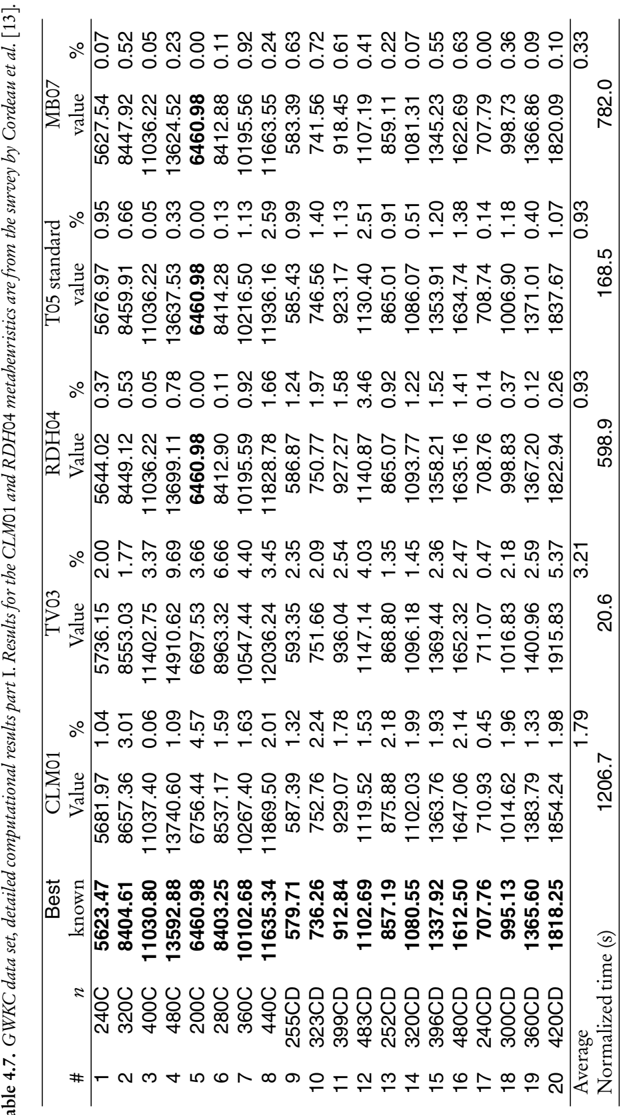 able 4.7. GWKC data set, detailed computational results part I. Results for the CLM01 and RDH04 metaheuristics are from the survey by Cordeau et al. [13].
Best CLM01 TV03 RDH04 T05 standard MB07
# n known Value % Value % Value % value % value %
1 240C 5623.47 5681.97 1.04 5736.15 2.00 5644.02 0.37 5676.97 0.95 5627.54 0.07
2 320C 8404.61 8657.36 3.01 8553.03 1.77 8449.12 0.53 8459.91 0.66 8447.92 0.52
3 400C 11030.80 11037.40 0.06 11402.75 3.37 11036.22 0.05 11036.22 0.05 11036.22 0.05
4 480C 13592.88 13740.60 1.09 14910.62 9.69 13699.11 0.78 13637.53 0.33 13624.52 0.23
5 200C 6460.98 6756.44 4.57 6697.53 3.66 6460.98 0.00 6460.98 0.00 6460.98 0.00
6 280C 8403.25 8537.17 1.59 8963.32 6.66 8412.90 0.11 8414.28 0.13 8412.88 0.11
7 360C 10102.68 10267.40 1.63 10547.44 4.40 10195.59 0.92 10216.50 1.13 10195.56 0.92
8 440C 11635.34 11869.50 2.01 12036.24 3.45 11828.78 1.66 11936.16 2.59 11663.55 0.24
9 255CD 579.71 587.39 1.32 593.35 2.35 586.87 1.24 585.43 0.99 583.39 0.63
10 323CD 736.26 752.76 2.24 751.66 2.09 750.77 1.97 746.56 1.40 741.56 0.72
11 399CD 912.84 929.07 1.78 936.04 2.54 927.27 1.58 923.17 1.13 918.45 0.61
12 483CD 1102.69 1119.52 1.53 1147.14 4.03 1140.87 3.46 1130.40 2.51 1107.19 0.41
13 252CD 857.19 875.88 2.18 868.80 1.35 865.07 0.92 865.01 0.91 859.11 0.22
14 320CD 1080.55 1102.03 1.99 1096.18 1.45 1093.77 1.22 1086.07 0.51 1081.31 0.07
15 396CD 1337.92 1363.76 1.93 1369.44 2.36 1358.21 1.52 1353.91 1.20 1345.23 0.55
16 480CD 1612.50 1647.06 2.14 1652.32 2.47 1635.16 1.41 1634.74 1.38 1622.69 0.63
17 240CD 707.76 710.93 0.45 711.07 0.47 708.76 0.14 708.74 0.14 707.79 0.00
18 300CD 995.13 1014.62 1.96 1016.83 2.18 998.83 0.37 1006.90 1.18 998.73 0.36
19 360CD 1365.60 1383.79 1.33 1400.96 2.59 1367.20 0.12 1371.01 0.40 1366.86 0.09
20 420CD 1818.25 1854.24 1.98 1915.83 5.37 1822.94 0.26 1837.67 1.07 1820.09 0.10
Average 1.79 3.21 0.93 0.93 0.33
Normalized time (s) 1206.7 20.6 598.9 168.5 782.0